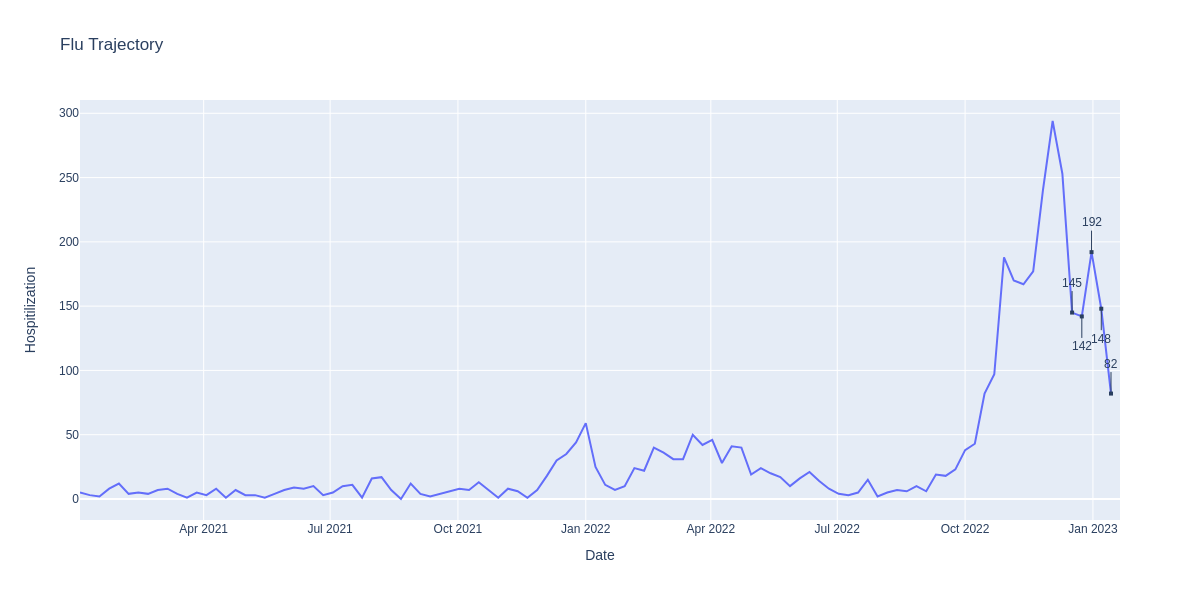 Flu Trajectory
300
250
200
150
100
50
0
Hospitilization
192
145
142
148
82
Apr 2021
Jul 2021
Oct 2021
Jan 2022
Apr 2022
Jul 2022
Oct 2022
Jan 2023
Date